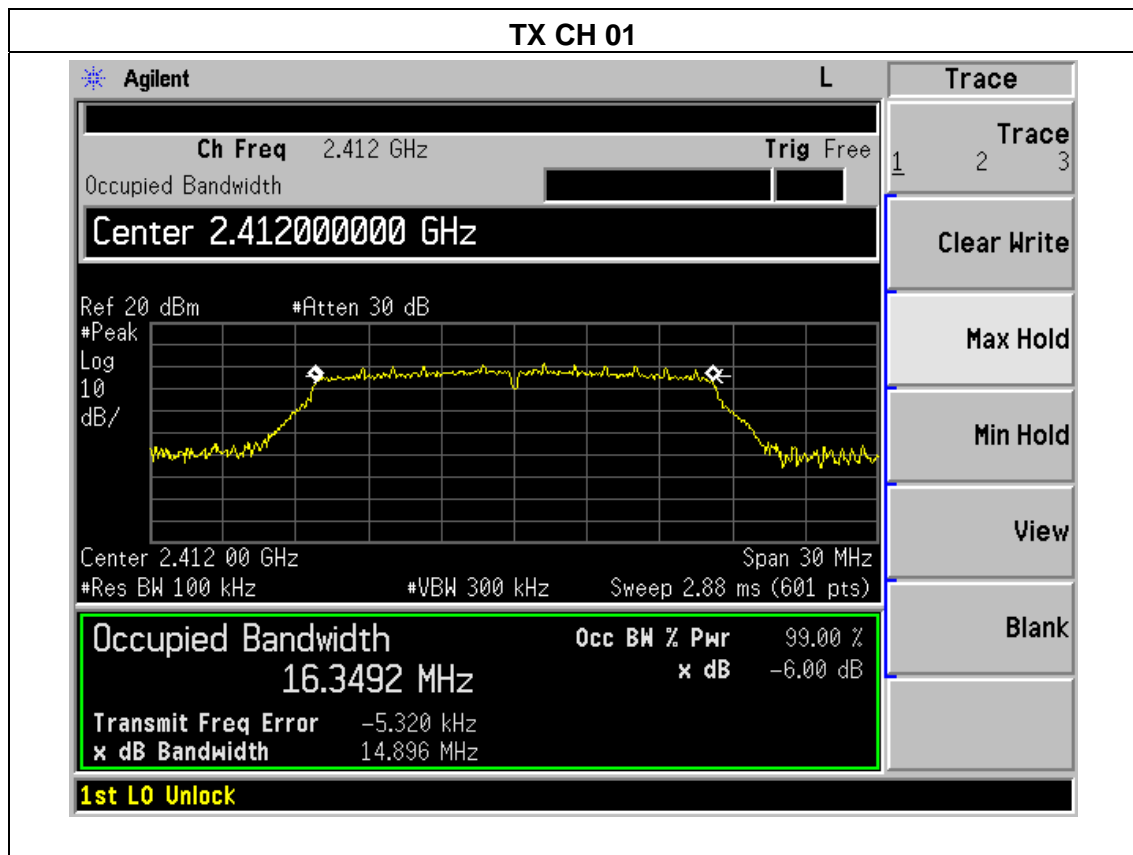 TX CH 01
Agilent L Trace
Ch Freq 2.412 GHz Trig Free
Occupied Bandwidth
Center 2.412000000 GHz
Ref 20 dBm #Atten 30 dB
#Peak
Log
10
dB/
Center 2.412 00 GHz Span 30 MHz
#Res BW 100 kHz #VBW 300 kHz Sweep 2.88 ms (601 pts)
Occupied Bandwidth Occ BW % Pwr 99.00 %
16.3492 MHz x dB -6.00 dB
Transmit Freq Error -5.320 kHz
x dB Bandwidth 14.896 MHz
1st LO Unlock
Trace
1 2 3
Clear Write
Max Hold
Min Hold
View
Blank